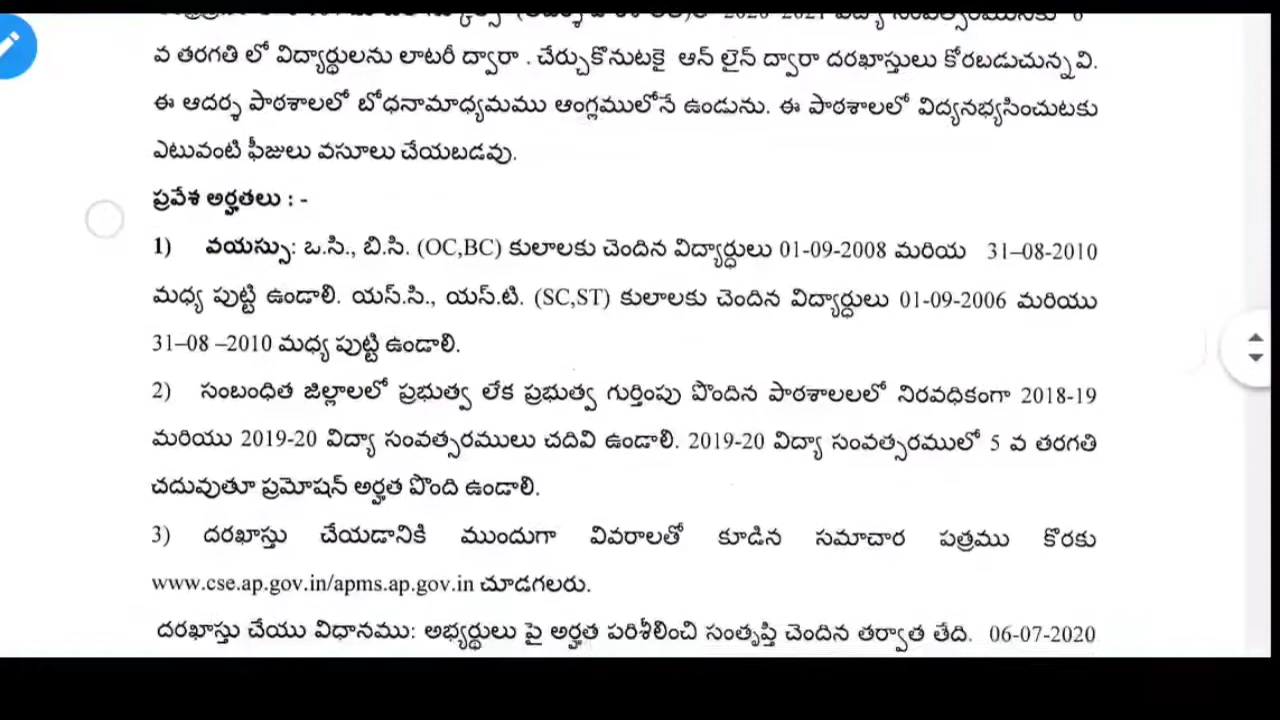 వ తరగతి లో విద్యార్థులను లాటరీ ద్వారా . చేర్చుకొనుటకై ఆన్ లైన్ ద్వారా దరఖాస్తులు కోరబడుచున్నవి.
ఈ ఆదర్శ పాఠశాలలో బోధనామాధ్యమము ఆంగ్లములోనే ఉండును. ఈ పాఠశాలలో విద్యనభ్యసించుటకు
ఎటువంటి ఫీజులు వసూలు చేయబడవు.
ప్రవేశ అర్హతలు : -
1) వయస్సు: ఒ.సి., బి.సి. (OC,BC) కులాలకు చెందిన విద్యార్ధులు 01-09-2008 మరియ 31–08-2010
మధ్య పుట్టి ఉండాలి. యస్.సి., యస్.టి. (SC,ST) కులాలకు చెందిన విద్యార్ధులు 01-09-2006 మరియు
31–08 –2010 మధ్య పుట్టి ఉండాలి.
2) సంబంధిత జిల్లాలలో ప్రభుత్వ లేక ప్రభుత్వ గుర్తింపు పొందిన పాఠశాలలలో నిరవధికంగా 2018-19
మరియు 2019-20 విద్యా సంవత్సరములు చదివి ఉండాలి. 2019-20 విద్యా సంవత్సరములో 5 వ తరగతి
చదువుతూ ప్రమోషన్ అర్హత పొంది ఉండాలి.
3) దరఖాస్తు చేయడానికి ముందుగా వివరాలతో కూడిన సమాచార పత్రము కొరకు
www.cse.ap.gov.in/apms.ap.gov.in చూడగలరు.
దరఖాస్తు చేయు విధానము: అభ్యర్థులు పై అర్హత పరిశీలించి సంతృప్తి చెందిన తర్వాత తేది. 06-07-2020